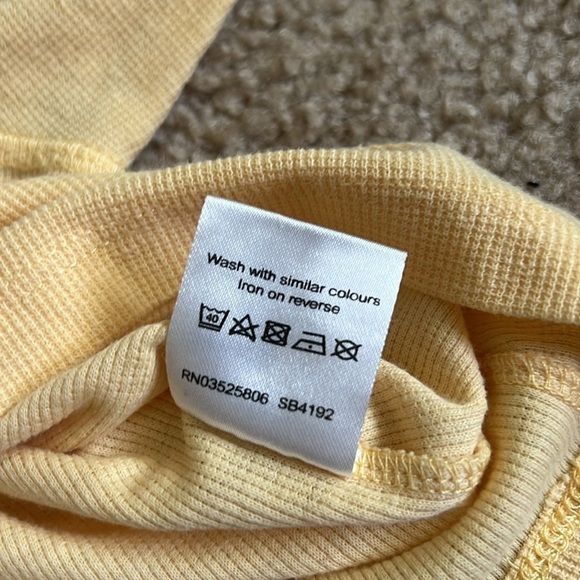 Wash with similar colours
Iron on reverse
40
RN03525806 SB4192